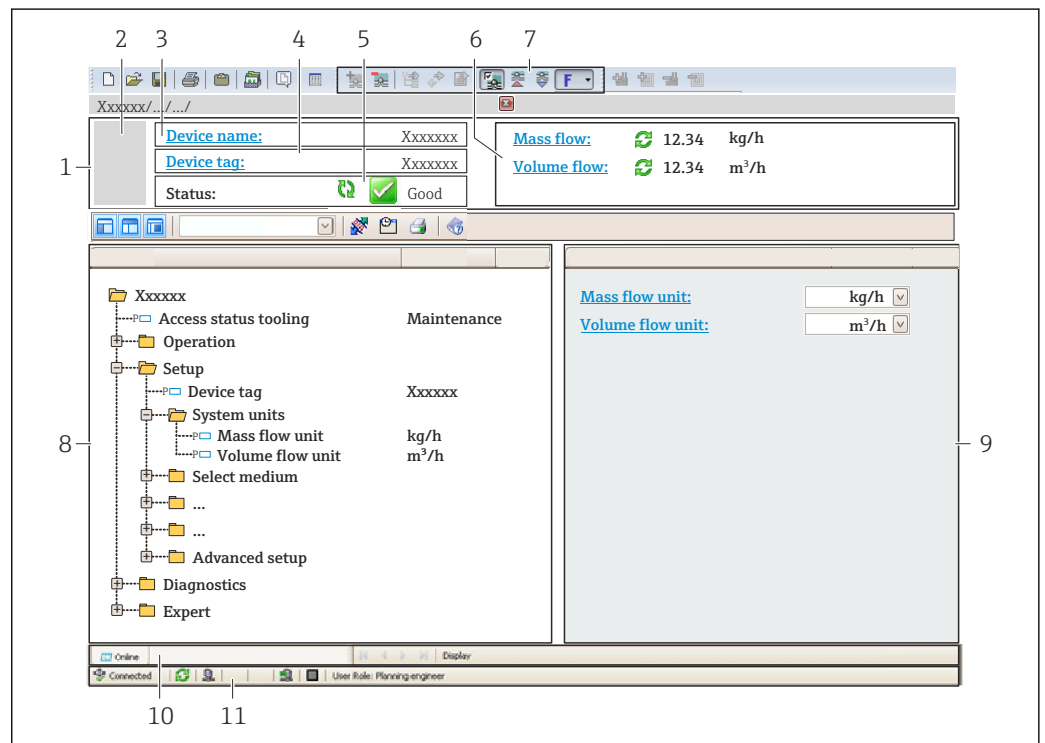 2 3 4 5 6 7
F
Xxxxxx/.../.../
1
Device name: Xxxxxxx
Device tag: Xxxxxxx
Status: Good
Mass flow: 12.34 kg/h
Volume flow: 12.34 m³/h
Xxxxxx
Access status tooling Maintenance
Operation
Setup
Device tag Xxxxxx
System units
Mass flow unit kg/h
Volume flow unit m³/h
Select medium
...
...
Advanced setup
Diagnostics
Expert
8
Mass flow unit: kg/h
Volume flow unit: m³/h
9
Online Display
Connected User Role: Planning engineer
10 11